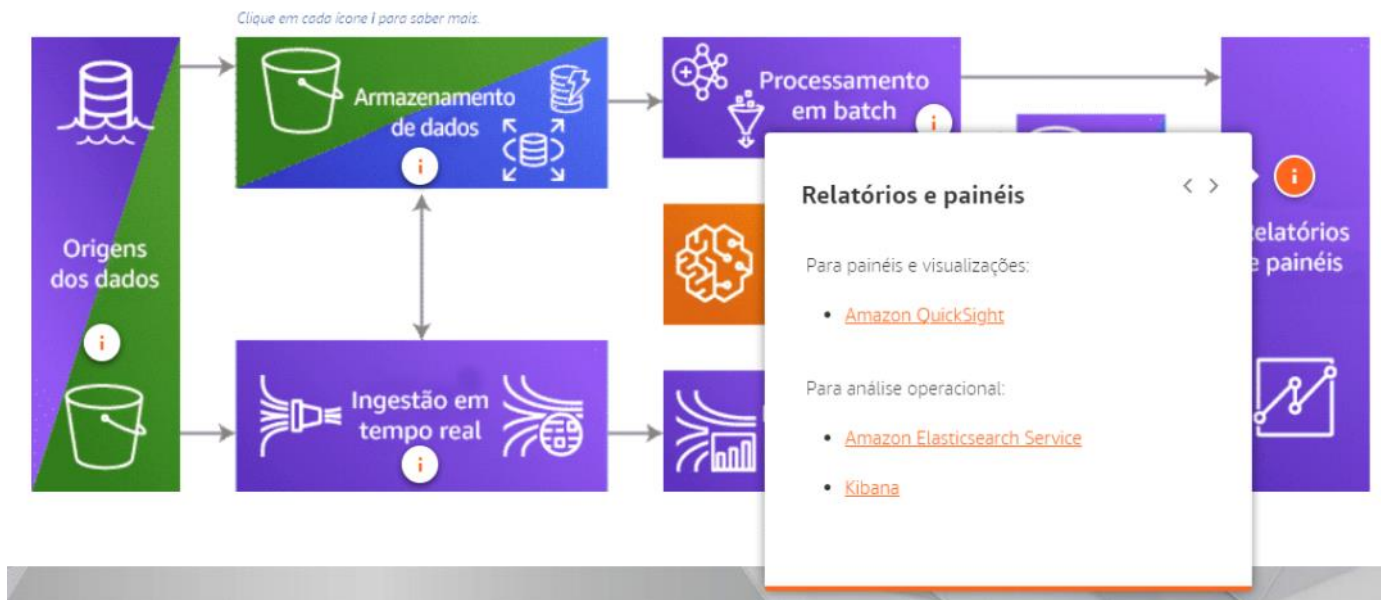 Clique em cada ícone i para saber mais.
Origens
dos dados
i
Armazenamento
de dados
i
Ingestão em
tempo real
i
Processamento
em batch
i
Relatórios e painéis
Para painéis e visualizações:
• Amazon QuickSight
Para análise operacional:
• Amazon Elasticsearch Service
• Kibana
i
elatórios
e painéis